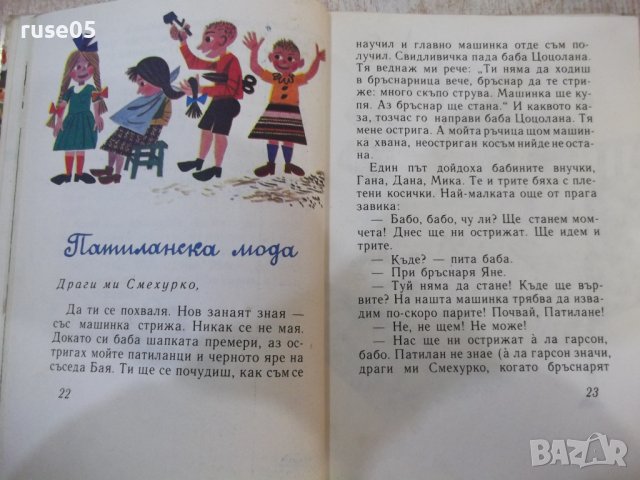 ruse05
Патиланска мода
Драги ми Смехурко,
Да ти се похваля. Нов занаят зная —
със машинка стрижа. Никак се не мая.
Докато си баба шапката премери, аз ос-
тригах мойте патиланци и черното яре на
съседа Бая. Ти ще се почудиш, как съм се
22
научил и главно машинка отде съм по-
лучил. Свидливичка пада баба Цоцолана.
Тя веднаж ми рече: „Ти няма да ходиш
в бръснарница вече, бръснар да те стри-
же: много скъпо струва. Машинка ще ку-
пя. Аз бръснар ще стана.“ И каквото ка-
за, тозчас го направи баба Цоцолана. Тя
мене острига. А мойта ръчица щом машин-
ка хвана, неостриган косъм нийде не оста-
на.
Един път дойдоха бабините внучки,
Гана, Дана, Мика. Те и трите бяха с пле-
тени косички. Най-малката още от прага
завика:
— Бабо, бабо, чу ли? Ще станем мом-
чета! Днес ще ни острижат. Ще идем и
трите.
— Къде? — пита баба.
— При бръснаря Яне.
— Туй няма да стане! Къде ще вър-
вите? На нашта машинка трябва да изва-
дим по-скоро парите! Почвай, Патилане!
— Не, не щем! Не може!
— Нас ще ни острижат à ла гарсон,
бабо. Патилан не знае (à ла гарсон значи,
драги ми Смехурко, когато бръснарят
23
BAZAR